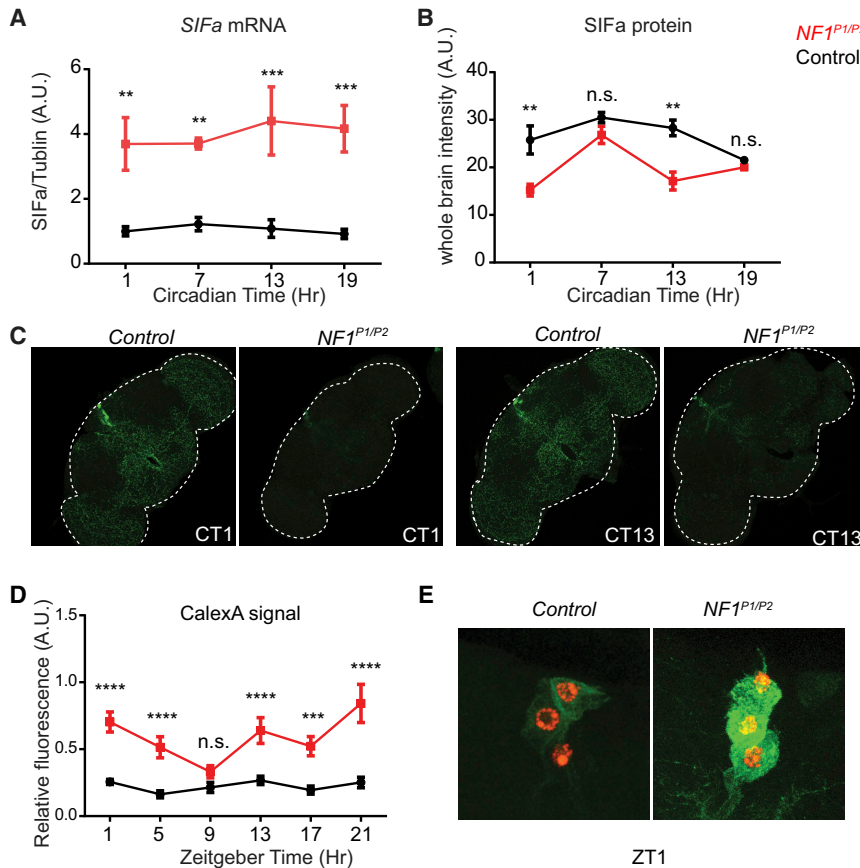 A
SIFa mRNA
SIFa/Tublin (A.U.)
6
4
2
0
** ** *** ***
1 7 13 19
Circadian Time (Hr)
B
SIFa protein
NF1P1/P
Control
whole brain intensity (A.U.)
40
30
20
10
0
** n.s. ** n.s.
1 7 13 19
Circadian Time (Hr)
C
Control NF1P1/P2 Control NF1P1/P2
CT1 CT1 CT13 CT13
D
CalexA signal
Relative fluorescence (A.U.)
1.5
1.0
0.5
0.0
**** **** n.s. **** *** ****
1 5 9 13 17 21
Zeitgeber Time (Hr)
E
Control NF1P1/P2
ZT1